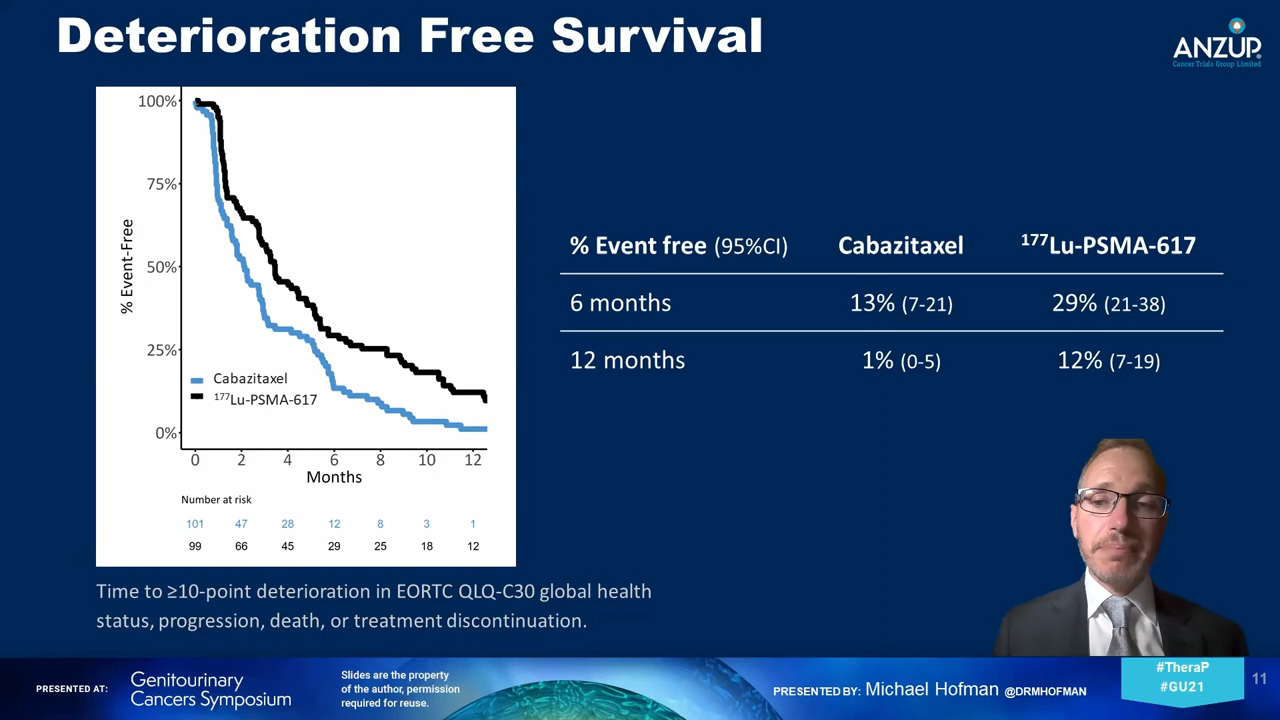 Deterioration Free Survival
ANZUP
Cancer Trials Group Limited
100%
75%
50%
25%
0%
% Event-Free
Cabazitaxel
¹⁷⁷Lu-PSMA-617
0 2 4 6 8 10 12
Months
Number at risk
101 47 28 12 8 3 1
99 66 45 29 25 18 12
% Event free (95%CI) Cabazitaxel ¹⁷⁷Lu-PSMA-617
6 months 13% (7-21) 29% (21-38)
12 months 1% (0-5) 12% (7-19)
Time to ≥10-point deterioration in EORTC QLQ-C30 global health
status, progression, death, or treatment discontinuation.
PRESENTED AT:
Genitourinary
Cancers Symposium
Slides are the property
of the author, permission
required for reuse.
PRESENTED BY: Michael Hofman @DRMHOFMAN
#TheraP
#GU21
11